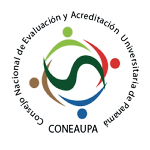 Consejo Nacional de Evaluación y Acreditación Universitaria de Panamá
CONEAUPA